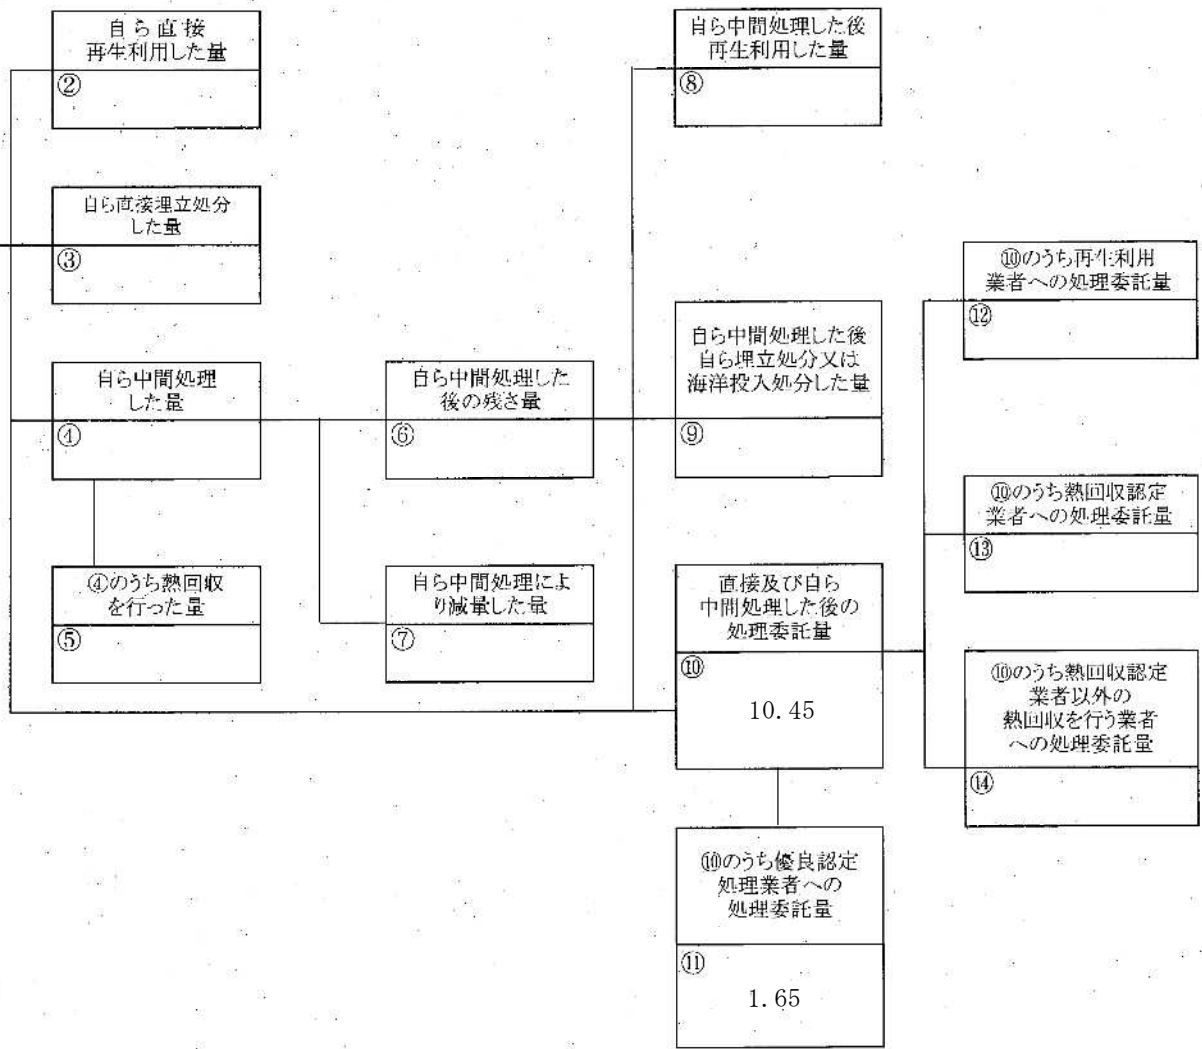 自ら直接
再生利用した量
②
自ら直接埋立処分
した量
③
自ら中間処理
した量
④
④のうち熱回収
を行った量
⑤
自ら中間処理した
後の残さ量
⑥
自ら中間処理によ
り減量した量
⑦
自ら中間処理した後
再生利用した量
⑧
自ら中間処理した後
自ら埋立処分又は
海洋投入処分した量
⑨
直接及び自ら
中間処理した後の
処理委託量
⑩
10.45
⑩のうち優良認定
処理業者への
処理委託量
⑪
1.65
⑩のうち再生利用
業者への処理委託量
⑫
⑩のうち熱回収認定
業者への処理委託量
⑬
⑩のうち熱回収認定
業者以外の
熱回収を行う業者
への処理委託量
⑭